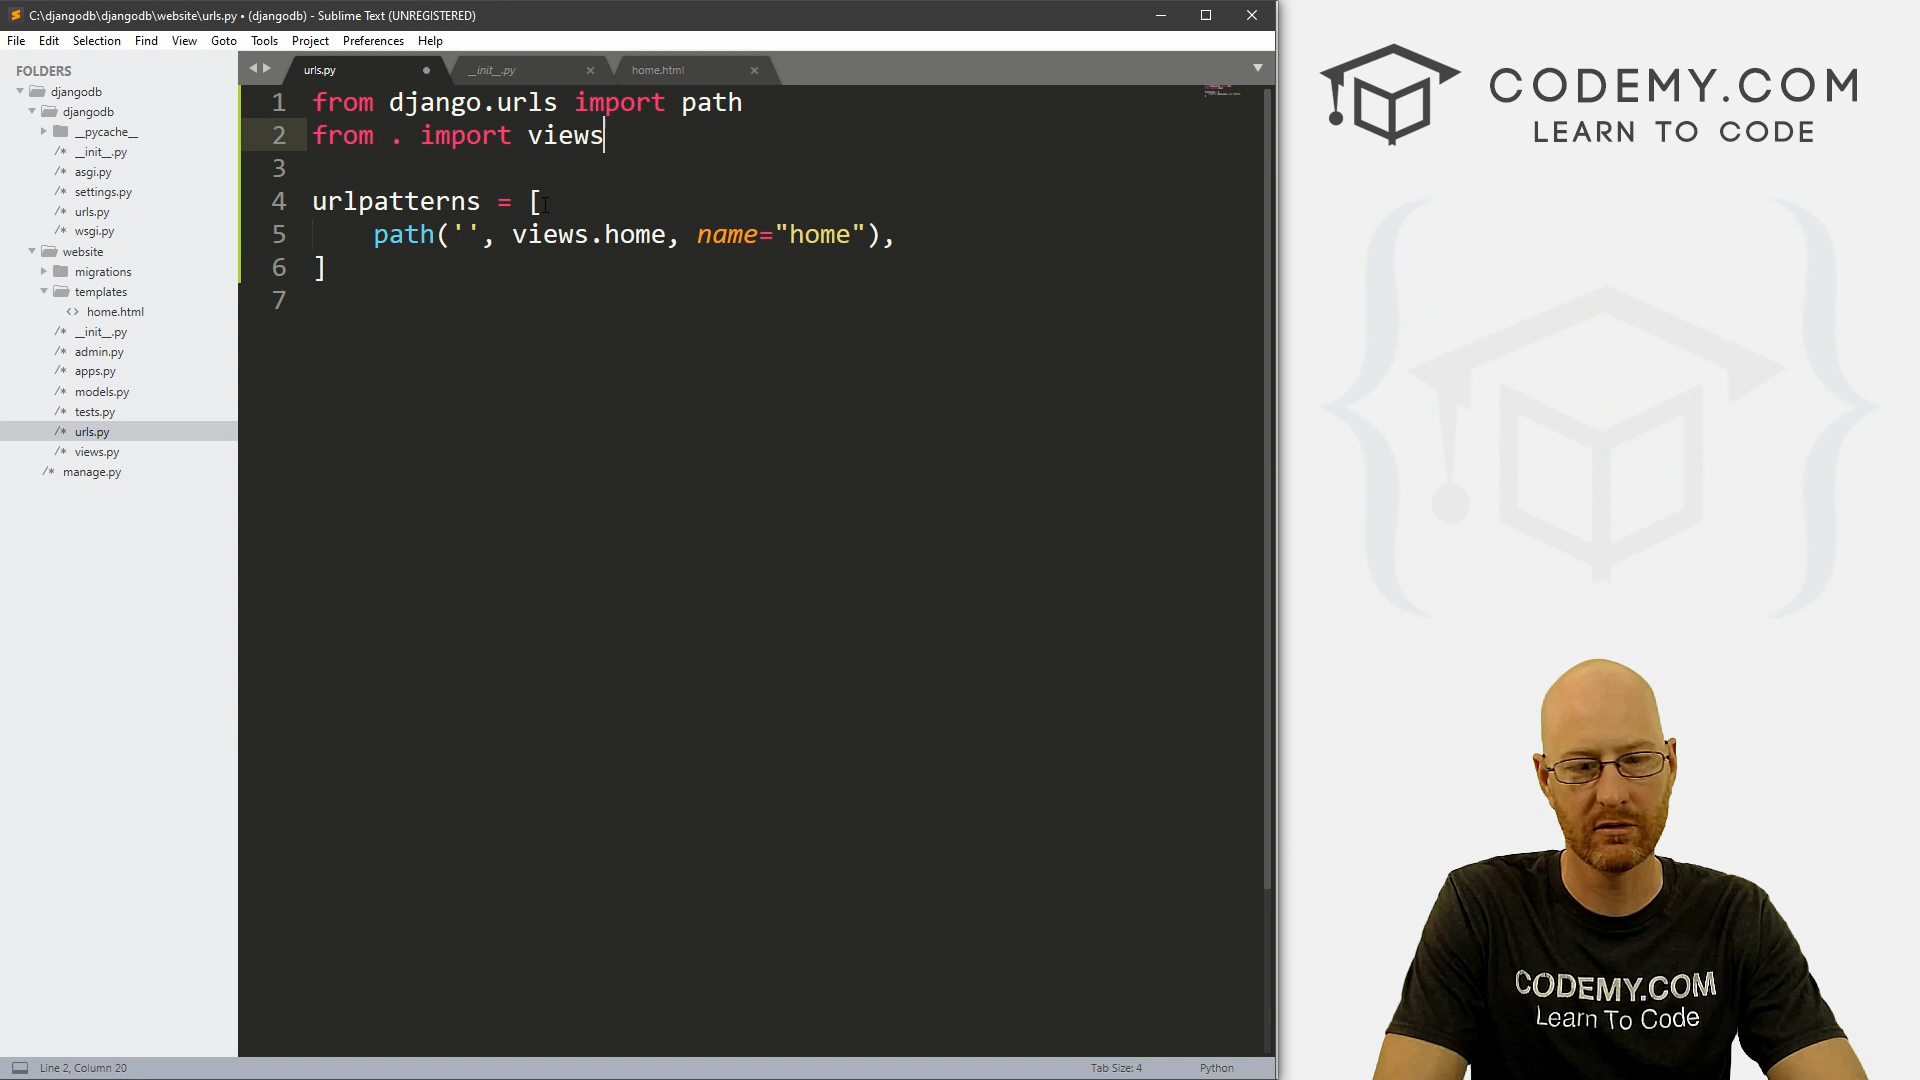 C:\djangodb\djangodb\website\urls.py • (djangodb) - Sublime Text (UNREGISTERED)
File Edit Selection Find View Goto Tools Project Preferences Help
FOLDERS
djangodb
djangodb
__pycache__
__init__.py
asgi.py
settings.py
urls.py
wsgi.py
website
migrations
templates
home.html
__init__.py
admin.py
apps.py
models.py
tests.py
urls.py
views.py
manage.py
urls.py __init__.py home.html
1 from django.urls import path
2 from . import views
3
4 urlpatterns = [
5 path('', views.home, name="home"),
6 ]
7
Line 2, Column 20 Tab Size: 4 Python
CODEMY.COM
LEARN TO CODE
CODEMY.COM
Learn To Code